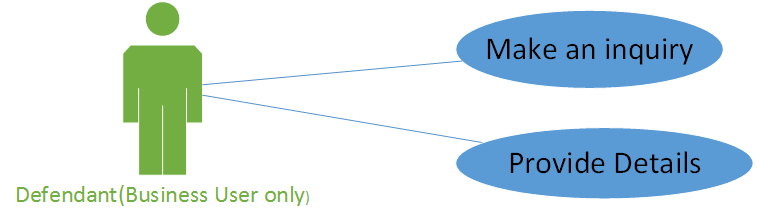 Make an inquiry
Provide Details
Defendant(Business User only)